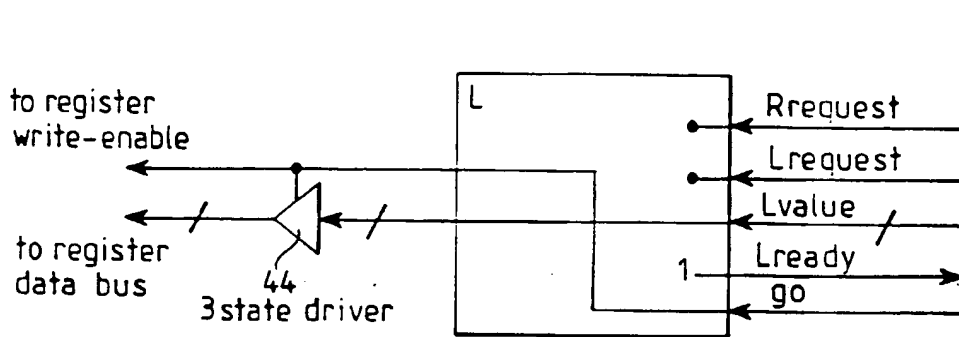 to register
write-enable
to register
data bus
44
3state driver
L
1
Rrequest
Lrequest
Lvalue
Lready
go